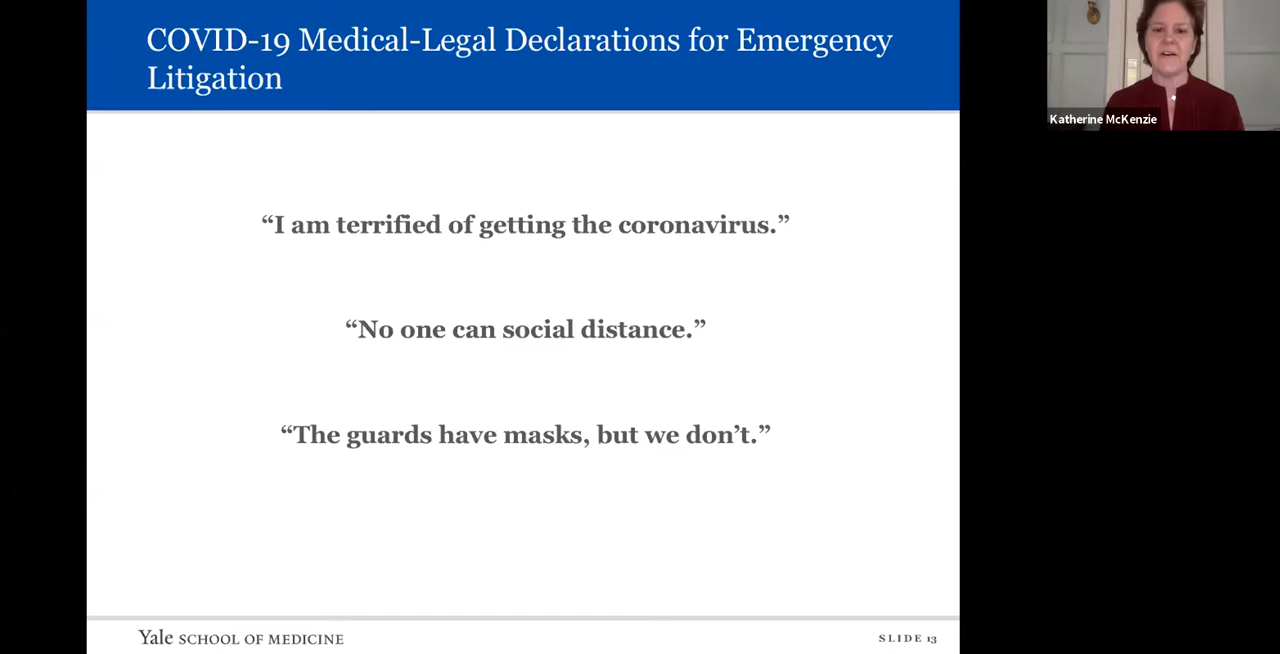 COVID-19 Medical-Legal Declarations for Emergency
Litigation
Katherine McKenzie
“I am terrified of getting the coronavirus.”
“No one can social distance.”
“The guards have masks, but we don’t.”
Yale SCHOOL OF MEDICINE
SLIDE 13